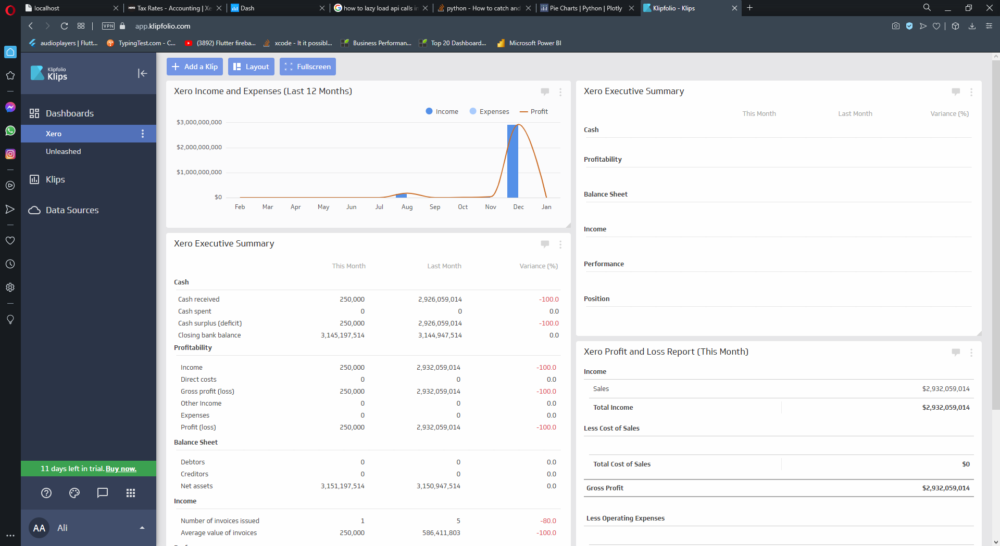 localhost
xero Tax Rates - Accounting | Xe
Dash
how to lazy load api calls in
python - How to catch and
Pie Charts | Python | Plotly
Klipfolio - Klips
VPN
app.klipfolio.com
audioplayers | Flutt...
TypingTest.com - C...
(3892) Flutter fireba...
xcode - It it possibl...
Business Performan...
Top 20 Dashboard...
Microsoft Power BI
Klipfolio
Klips
Dashboards
Xero
Unleashed
Klips
Data Sources
11 days left in trial. Buy now.
AA Ali
Add a Klip
Layout
Fullscreen
Xero Income and Expenses (Last 12 Months)
Income Expenses Profit
$3,000,000,000
$2,000,000,000
$1,000,000,000
$0
Feb Mar Apr May Jun Jul Aug Sep Oct Nov Dec Jan
Xero Executive Summary
This Month Last Month Variance (%)
Cash
Cash received 250,000 2,926,059,014 -100.0
Cash spent 0 0 0.0
Cash surplus (deficit) 250,000 2,926,059,014 -100.0
Closing bank balance 3,145,197,514 3,144,947,514 0.0
Profitability
Income 250,000 2,932,059,014 -100.0
Direct costs 0 0 0.0
Gross profit (loss) 250,000 2,932,059,014 -100.0
Other Income 0 0 0.0
Expenses 0 0 0.0
Profit (loss) 250,000 2,932,059,014 -100.0
Balance Sheet
Debtors 0 0 0.0
Creditors 0 0 0.0
Net assets 3,151,197,514 3,150,947,514 0.0
Income
Number of invoices issued 1 5 -80.0
Average value of invoices 250,000 586,411,803 -100.0
Xero Executive Summary
This Month Last Month Variance (%)
Cash
Profitability
Balance Sheet
Income
Performance
Position
Xero Profit and Loss Report (This Month)
Income
Sales $2,932,059,014
Total Income $2,932,059,014
Less Cost of Sales
Total Cost of Sales $0
Gross Profit $2,932,059,014
Less Operating Expenses